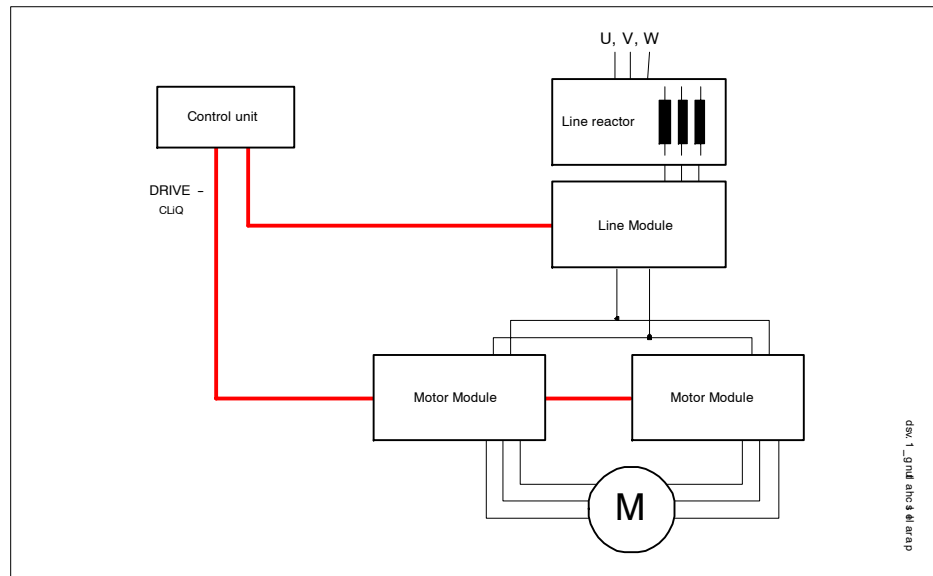 U, V, W
Control unit
Line reactor
DRIVE -
CLiQ
Line Module
Motor Module
Motor Module
M